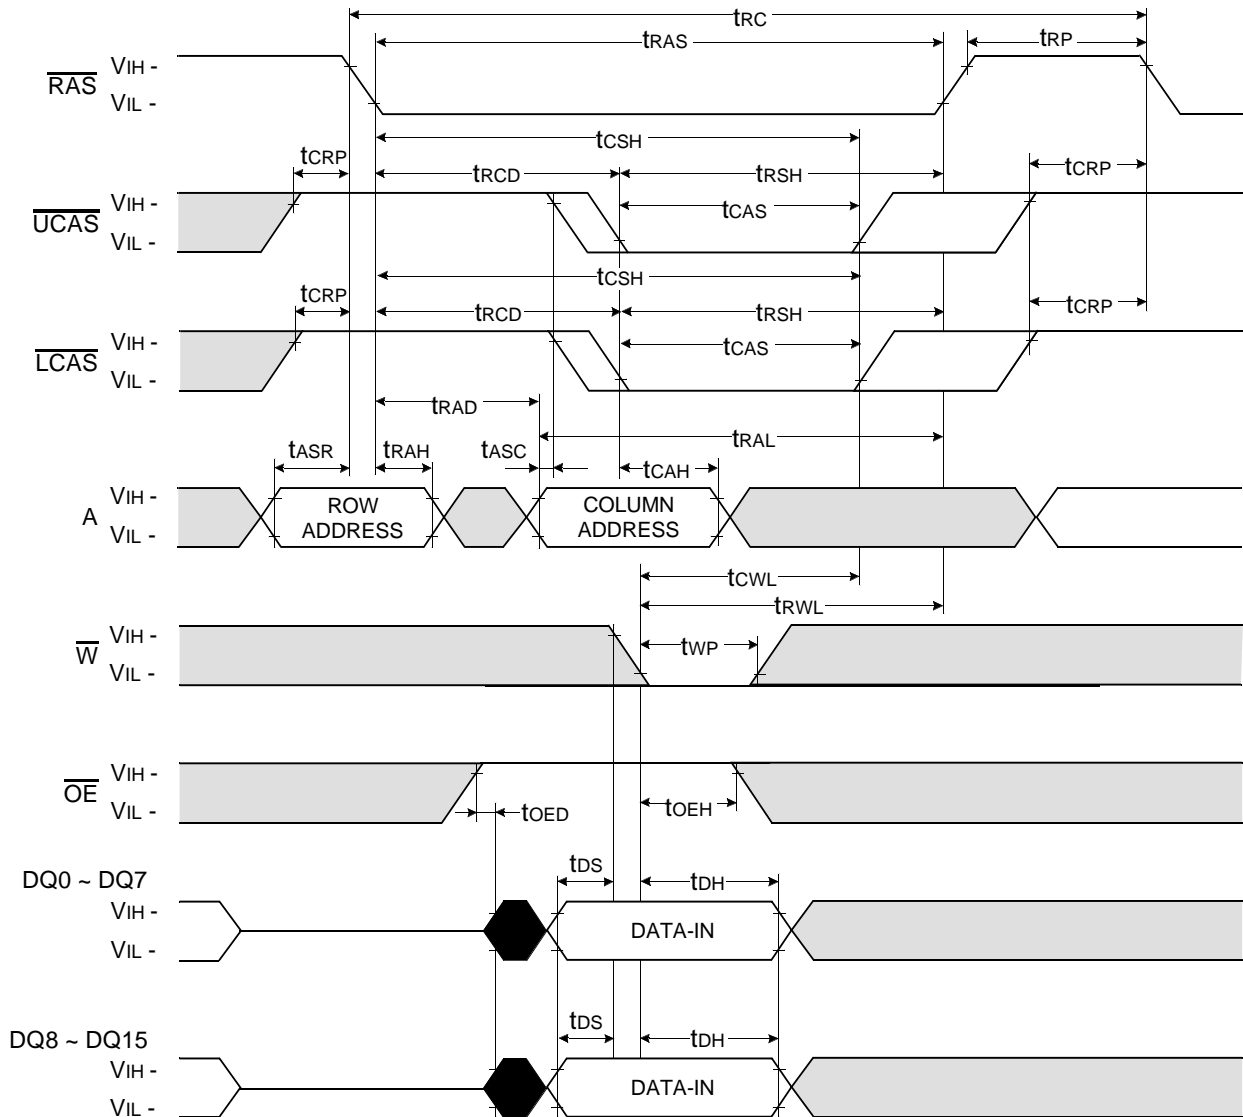 tRC
tRAS
tRP
RAS
VIH -
VIL -
tCSH
tCRP
tRCD
tRSH
tCRP
UCAS
VIH -
VIL -
tCAS
tCSH
tCRP
tRCD
tRSH
tCRP
LCAS
VIH -
VIL -
tCAS
tRAD
tRAL
tASR
tRAH
tASC
tCAH
A
VIH -
VIL -
ROW
ADDRESS
COLUMN
ADDRESS
tCWL
tRWL
W
VIH -
VIL -
tWP
OE
VIH -
VIL -
tOED
tOEH
DQ0 ~ DQ7
VIH -
VIL -
tDS
tDH
DATA-IN
DQ8 ~ DQ15
VIH -
VIL -
tDS
tDH
DATA-IN